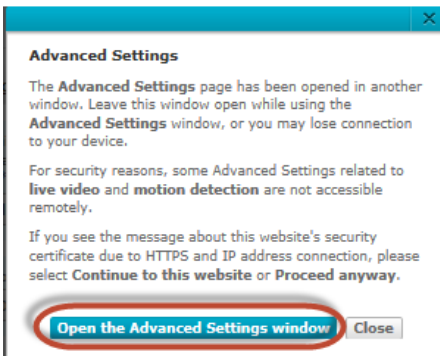 Advanced Settings
The Advanced Settings page has been opened in another
window. Leave this window open while using the
Advanced Settings window, or you may lose connection
to your device.
For security reasons, some Advanced Settings related to
live video and motion detection are not accessible
remotely.
If you see the message about this website's security
certificate due to HTTPS and IP address connection, please
select Continue to this website or Proceed anyway.
Open the Advanced Settings window Close